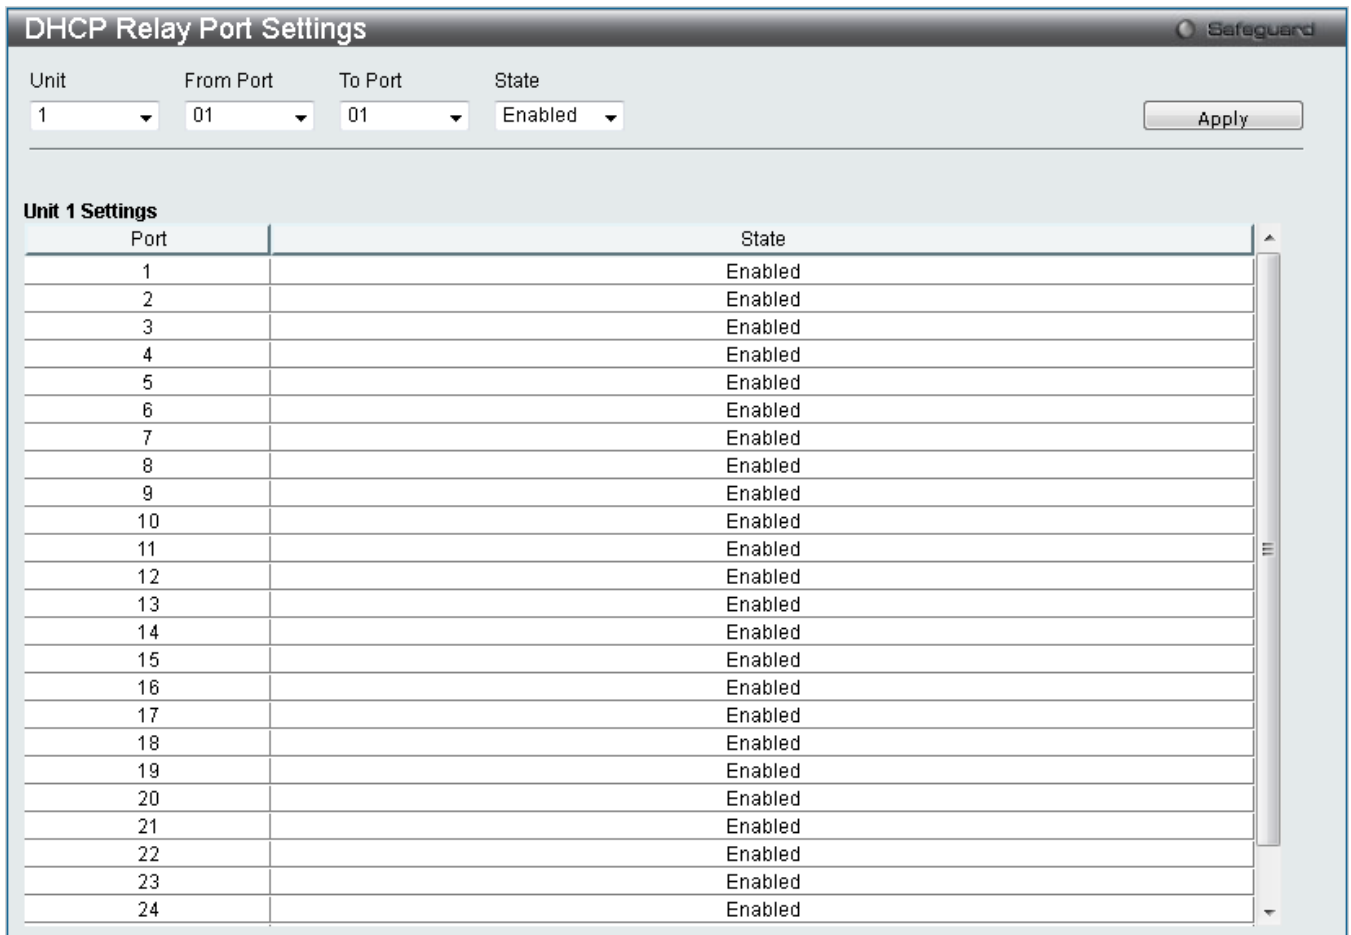 DHCP Relay Port Settings
Safeguard
Unit From Port To Port State
1 01 01 Enabled Apply
Unit 1 Settings
Port State
1 Enabled
2 Enabled
3 Enabled
4 Enabled
5 Enabled
6 Enabled
7 Enabled
8 Enabled
9 Enabled
10 Enabled
11 Enabled
12 Enabled
13 Enabled
14 Enabled
15 Enabled
16 Enabled
17 Enabled
18 Enabled
19 Enabled
20 Enabled
21 Enabled
22 Enabled
23 Enabled
24 Enabled